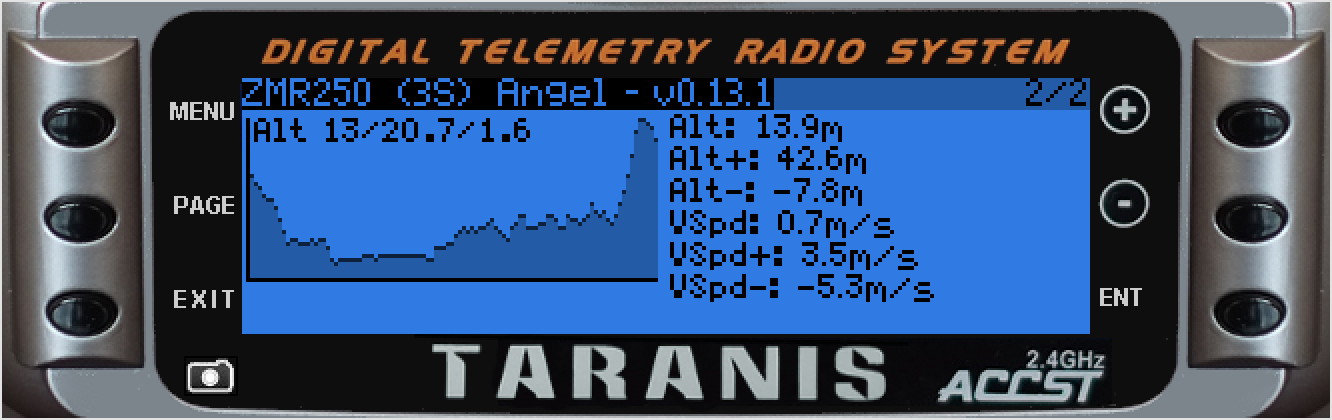 DIGITAL TELEMETRY RADIO SYSTEM
ZMR250 (3S) Angel - v0.13.1 2/2
MENU
PAGE
EXIT
Alt 13/20.7/1.6
Alt: 13.9m
Alt+: 42.6m
Alt-: -7.8m
VSpd: 0.7m/s
VSpd+: 3.5m/s
VSpd-: -5.3m/s
+
-
ENT
TARANIS
2.4GHz
ACCST